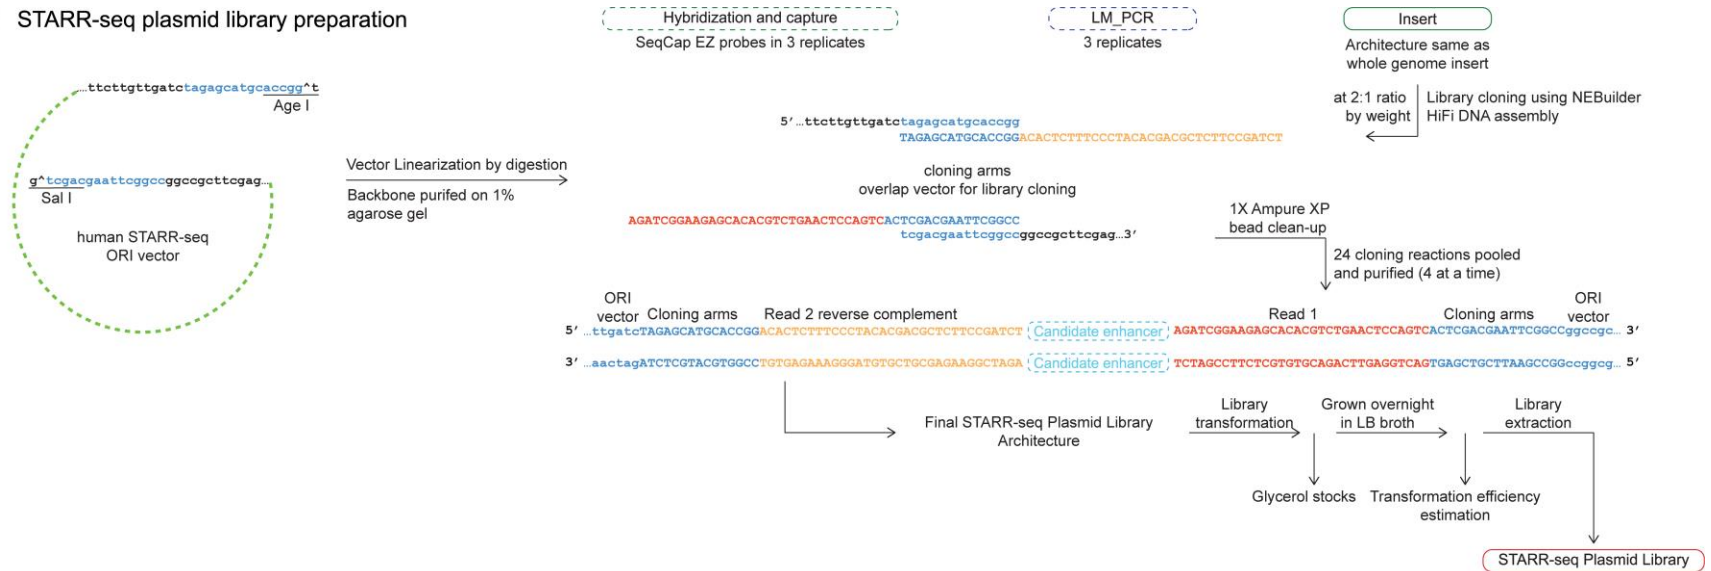 STARR-seq plasmid library preparation
Hybridization and capture
SeqCap EZ probes in 3 replicates
LM_PCR
3 replicates
Insert
Architecture same as
whole genome insert
at 2:1 ratio
by weight
Library cloning using NEBuilder
HiFi DNA assembly
...ttcttgttgatctagagcatgcaccgg^t
Age I
g^tcgacgaattcggccggccgcttcgag...
Sal I
human STARR-seq
ORI vector
Vector Linearization by digestion
Backbone purifed on 1%
agarose gel
5’...ttcttgttgatctagagcatgcaccgg
TAGAGCATGCACCGGACACTCTTTCCCTACACGACGCTCTTCCGATCT
cloning arms
overlap vector for library cloning
AGATCGGAAGAGCACACGTCTGAACTCCAGTCACTCGACGAATTCGGCC
tcgacgaattcggccggccgcttcgag...3’
1X Ampure XP
bead clean-up
24 cloning reactions pooled
and purified (4 at a time)
ORI
vector
Cloning arms
Read 2 reverse complement
Read 1
Cloning arms
ORI
vector
5’ ...ttgatcTAGAGCATGCACCGGACACTCTTTCCCTACACGACGCTCTTCCGATCT Candidate enhancer AGATCGGAAGAGCACACGTCTGAACTCCAGTCACTCGACGAATTCGGCCggccgc... 3’
3’ ...aactagATCTCGTACGTGGCCTGTGAGAAAGGGATGTGCTGCGAGAAGGCTAGA Candidate enhancer TCTAGCCTTCTCGTGTGCAGACTTGAGGTCAGTGAGCTGCTTAAGCCGGccggcg... 5’
Final STARR-seq Plasmid Library
Architecture
Library
transformation
Grown overnight
in LB broth
Library
extraction
Glycerol stocks
Transformation efficiency
estimation
STARR-seq Plasmid Library